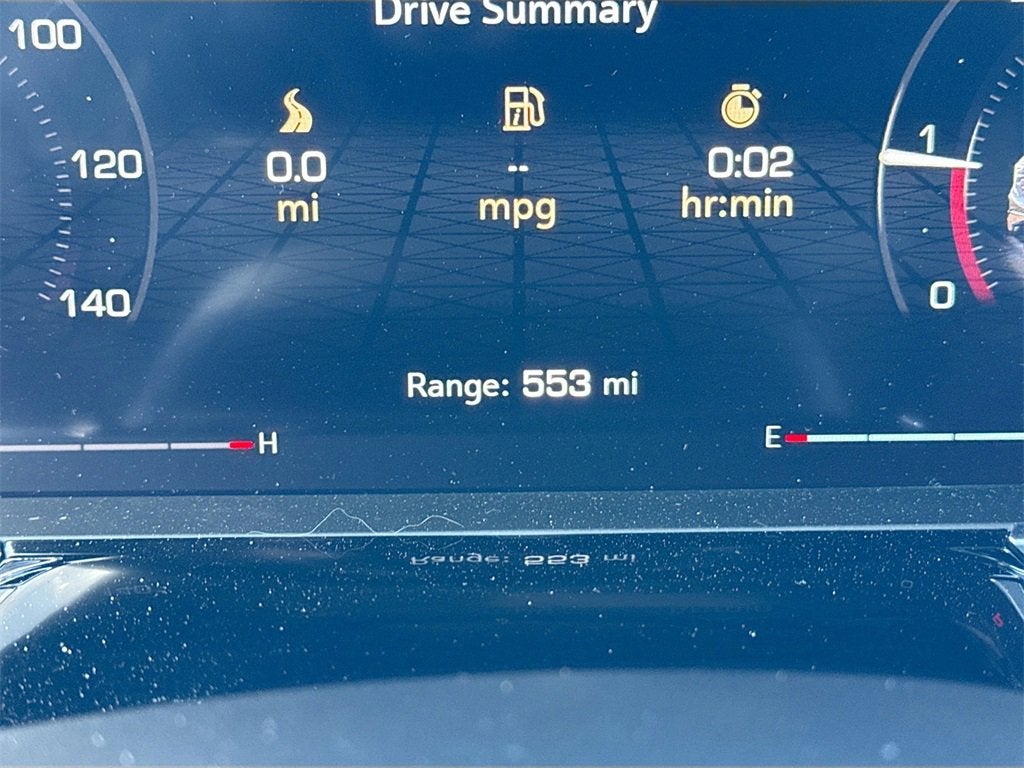 Drive Summary
100
120
140
0.0
mi
--
mpg
0:02
hr:min
1
0
Range: 553 mi
H
E
Range: 553 mi